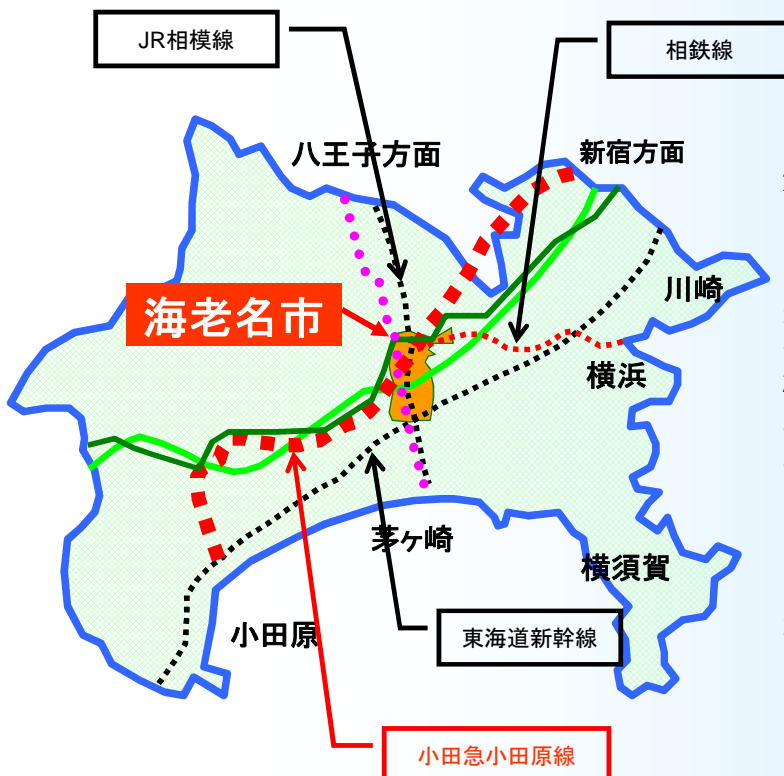 JR相模線
相鉄線
八王子方面
新宿方面
海老名市
川崎
横浜
茅ヶ崎
横須賀
小田原
東海道新幹線
小田急小田原線